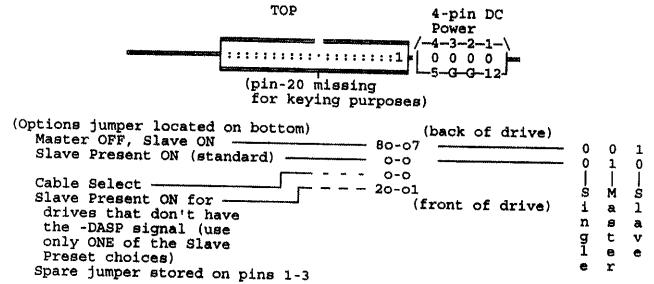 TOP
4-pin DC
Power
/—4—3—2—1—\
:::::::::·::::::::1
0 0 0 0
5—G—G—12
(pin-20 missing
for keying purposes)
(Options jumper located on bottom)
(back of drive)
Master OFF, Slave ON 8o-o7 0 0 1
Slave Present ON (standard) o-o 0 1 0
Cable Select o-o
Slave Present ON for 2o-o1
drives that don't have
(front of drive)
the -DASP signal (use
only ONE of the Slave
Preset choices)
Spare jumper stored on pins 1-3
Single
Master
Slave